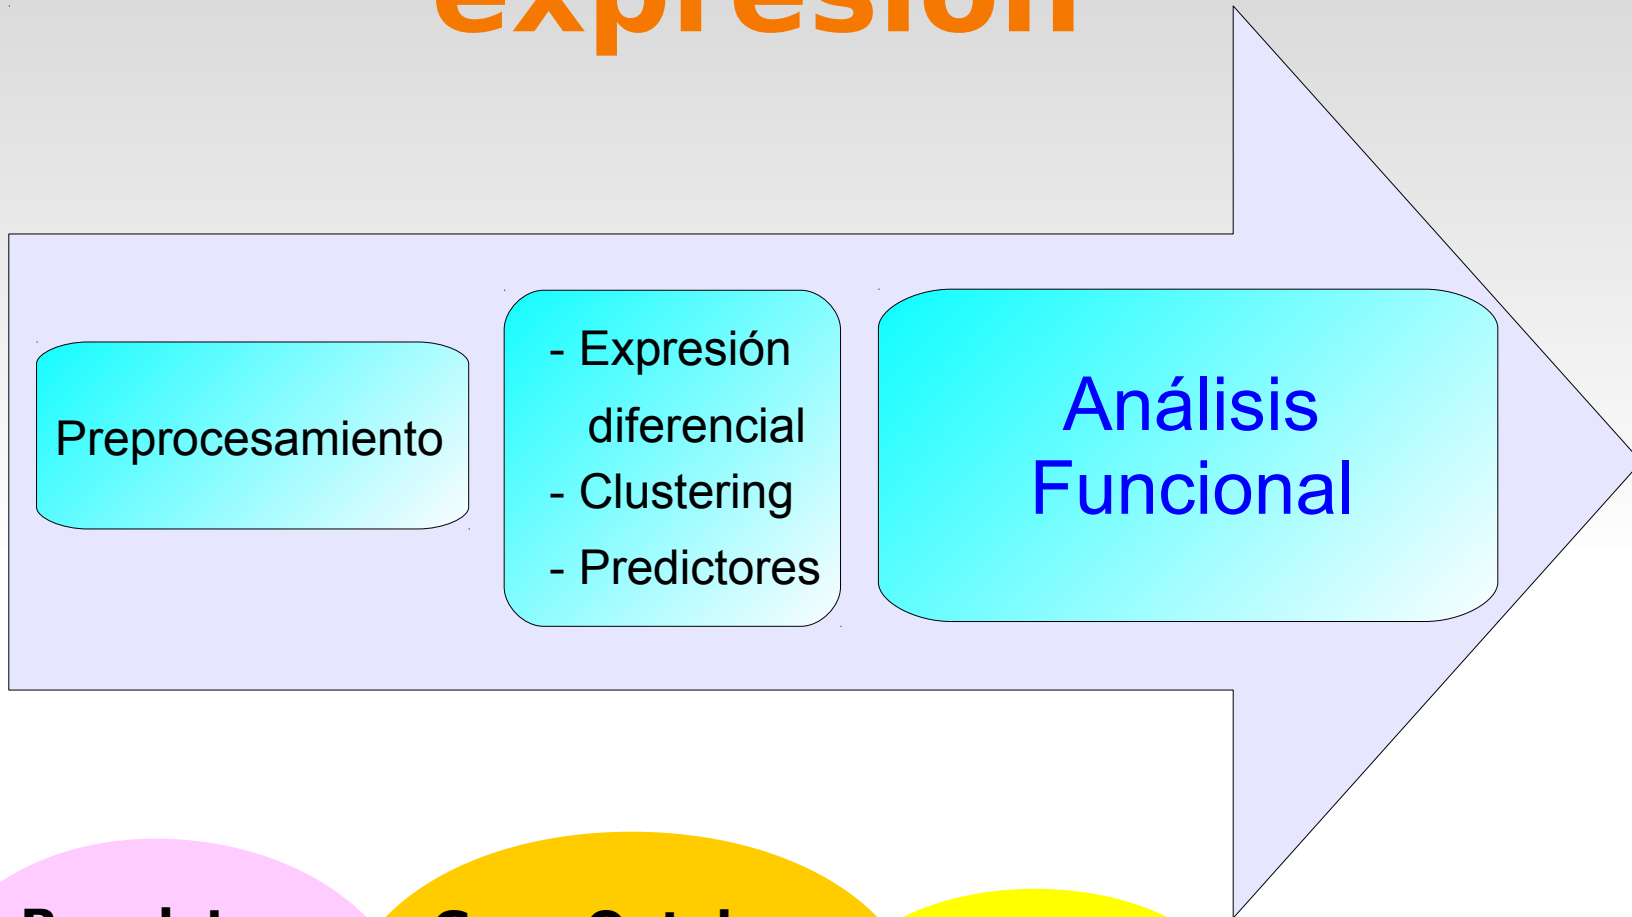 expresión
Preprocesamiento
- Expresión
diferencial
- Clustering
- Predictores
Análisis
Funcional